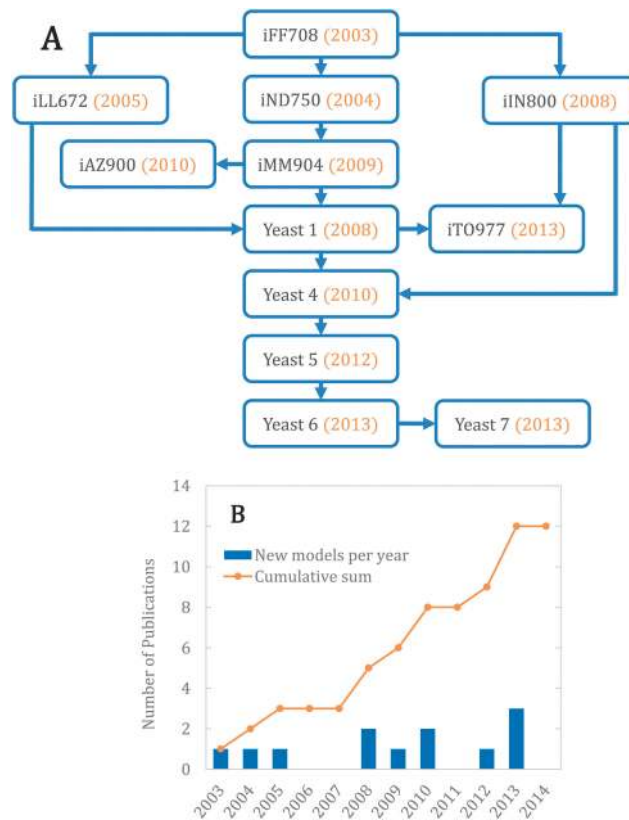 A
iFF708 (2003)
iLL672 (2005)
iND750 (2004)
iIN800 (2008)
iAZ900 (2010)
iMM904 (2009)
Yeast 1 (2008)
iTO977 (2013)
Yeast 4 (2010)
Yeast 5 (2012)
Yeast 6 (2013)
Yeast 7 (2013)
B
New models per year
Cumulative sum
Number of Publications
14
12
10
8
6
4
2
0
2003 2004 2005 2006 2007 2008 2009 2010 2011 2012 2013 2014